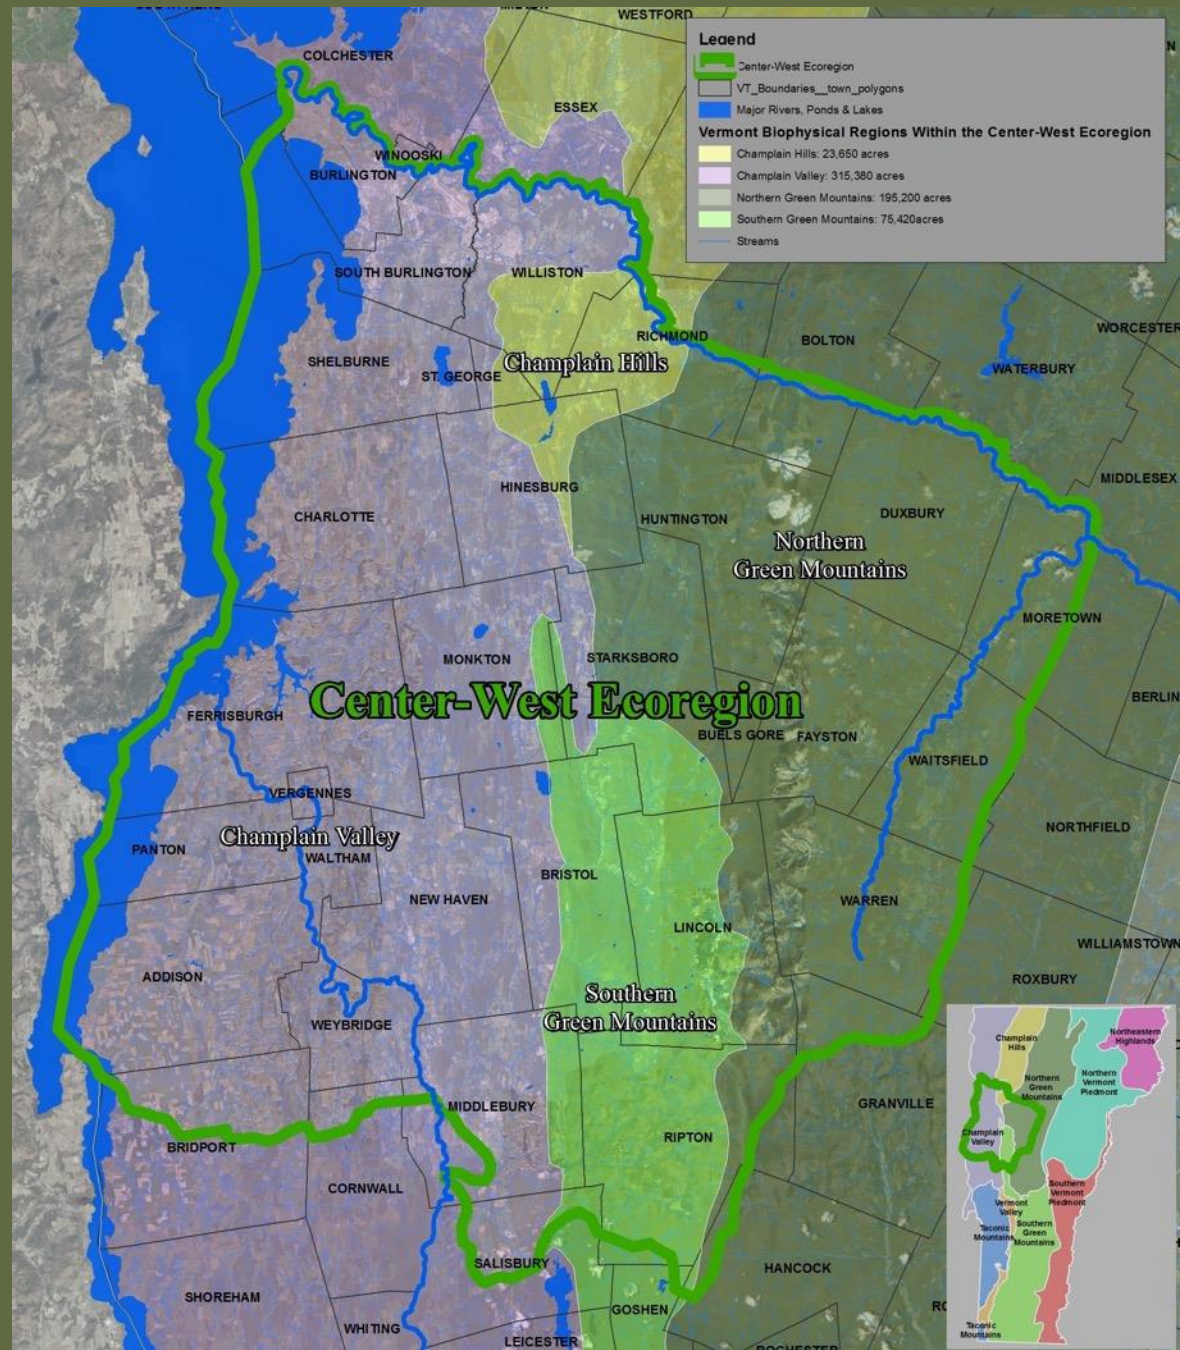 COLCHESTER
WESTFORD
ESSEX
WINOOSKI
BURLINGTON
SOUTH BURLINGTON
WILLISTON
RICHMOND
BOLTON
WORCESTER
WATERBURY
SHELBURNE
ST. GEORGE
Champlain Hills
MIDDLESEX
HINESBURG
CHARLOTTE
HUNTINGTON
DUXBURY
Northern
Green Mountains
MORETOWN
MONKTON
STARKSBORO
Center-West Ecoregion
BERLIN
FERRISBURGH
BUELS GORE
FAYSTON
WAITSFIELD
VERGENNES
Champlain Valley
NORTHFIELD
PANTON
WALTHAM
BRISTOL
NEW HAVEN
WARREN
LINCOLN
WILLIAMSTOWN
ADDISON
ROXBURY
Southern
Green Mountains
WEYBRIDGE
MIDDLEBURY
GRANVILLE
RIPTON
BRIDPORT
CORNWALL
SALISBURY
HANCOCK
SHOREHAM
GOSHEN
WHITING
LEICESTER
Legend
Center-West Ecoregion
VT_Boundaries__town_polygons
Major Rivers, Ponds & Lakes
Vermont Biophysical Regions Within the Center-West Ecoregion
Champlain Hills: 23,650 acres
Champlain Valley: 315,380 acres
Northern Green Mountains: 195,200 acres
Southern Green Mountains: 75,420acres
Streams
Northeastern
Highlands
Champlain
Hills
Northern
Vermont
Piedmont
Northern
Green
Mountains
Champlain
Valley
Southern
Vermont
Piedmont
Vermont
Valley
Taconic
Mountains
Southern
Green
Mountains
Taconic
Mountains